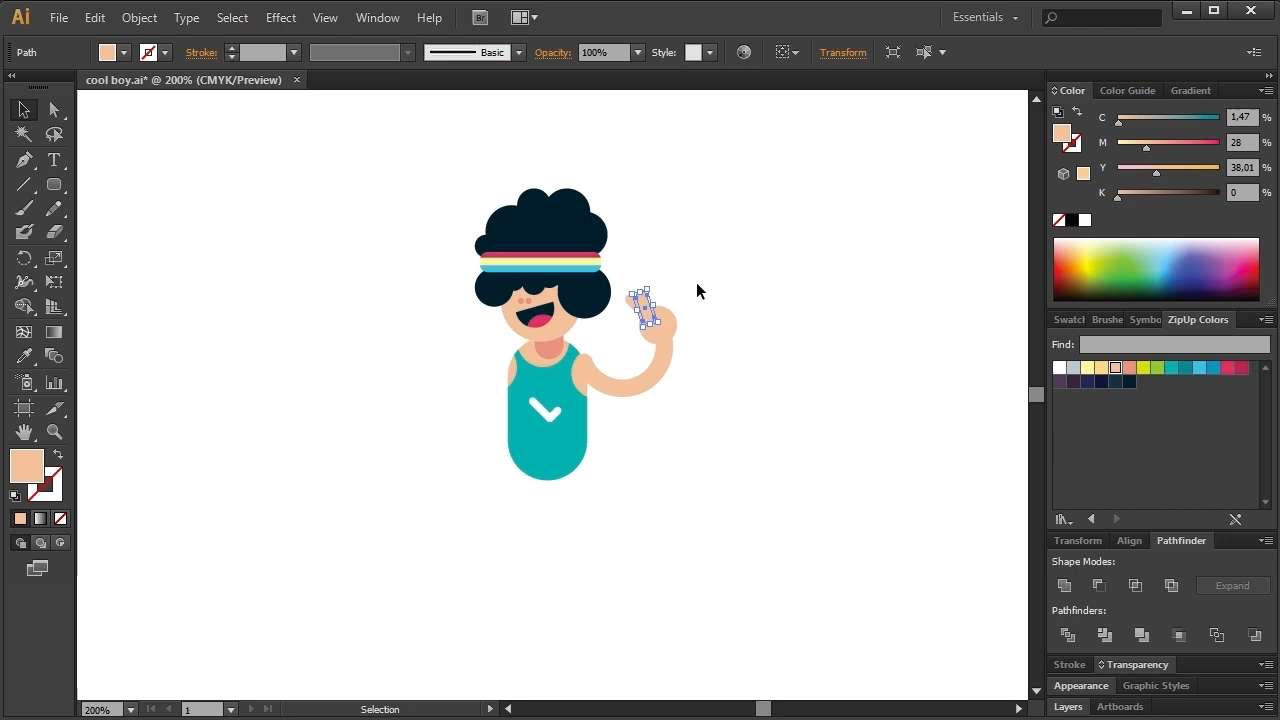 Ai File Edit Object Type Select Effect View Window Help Br Essentials
Path Stroke: Basic Opacity: 100% Style: Transform
cool boy.ai* @ 200% (CMYK/Preview) ×
Color Color Guide Gradient
C 1,47 %
M 28 %
Y 38,01 %
K 0 %
Swatcl Brushe Symbo ZipUp Colors
Find:
Transform Align Pathfinder
Shape Modes:
Expand
Pathfinders:
Stroke Transparency
Appearance Graphic Styles
Layers Artboards
200% 1 Selection